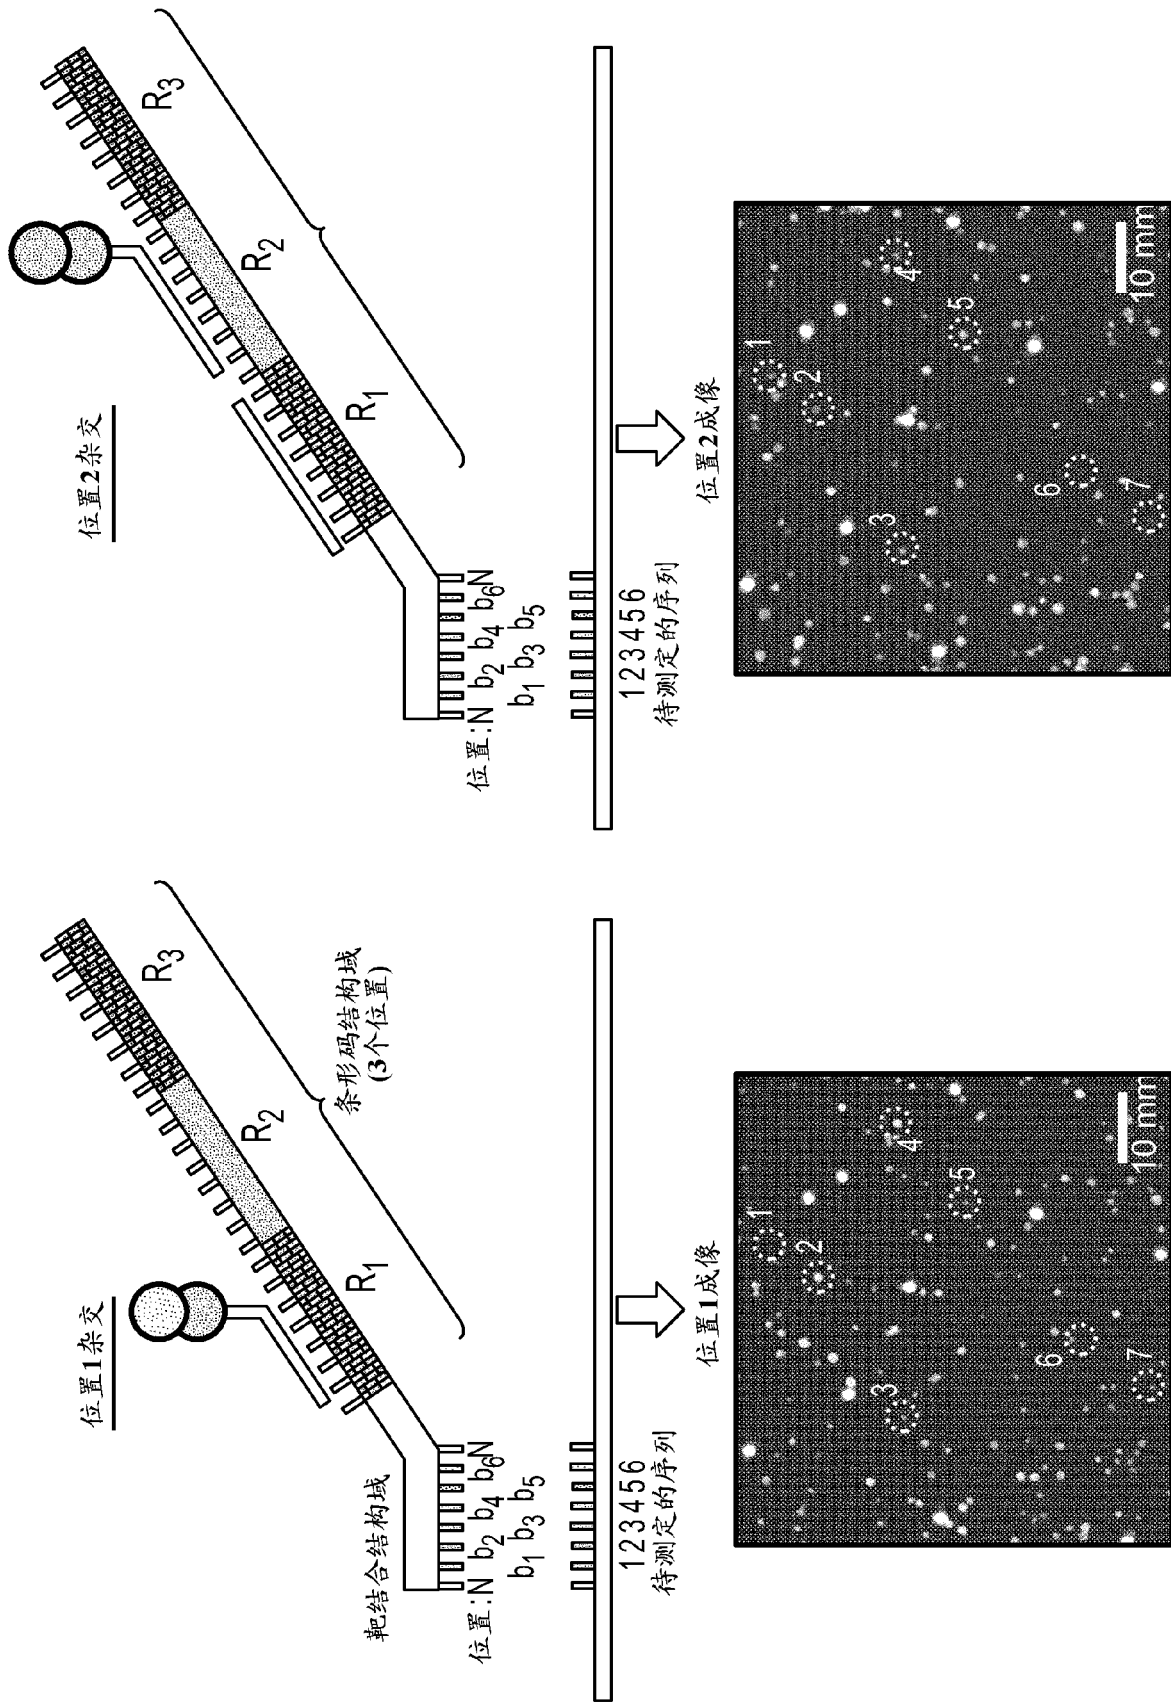 位置1杂交
R1
R2
R3
靶结合结构域
条形码结构域
(3个位置)
位置:N b2 b4 b6N
b1 b3 b5
123456
待测定的序列
位置1成像
1
2
3
4
5
6
7
10 mm
位置2杂交
R1
R2
R3
位置:N b2 b4 b6N
b1 b3 b5
123456
待测定的序列
位置2成像
1
2
3
4
5
6
7
10 mm